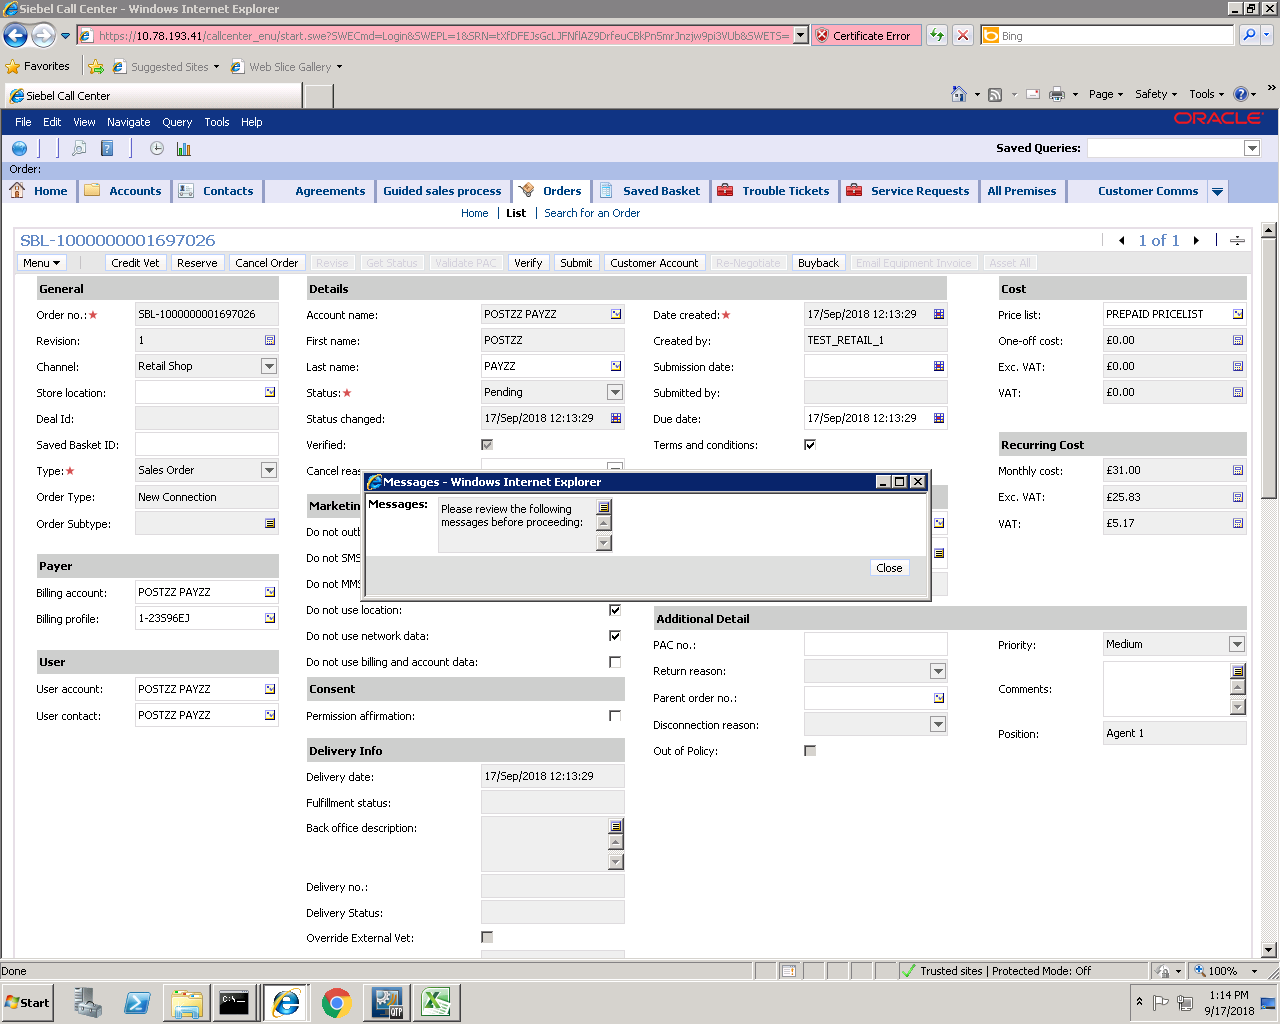 Siebel Call Center - Windows Internet Explorer
https://10.78.193.41/callcenter_enu/start.swe?SWECmd=Login&SWEPL=1&SRN=
Certificate Error
Bing
Favorites
Suggested Sites
Web Slice Gallery
Siebel Call Center
Page
Safety
Tools
»
File Edit View Navigate Query Tools Help
ORACLE
Saved Queries:
Order:
Home
Accounts
Contacts
Agreements
Guided sales process
Orders
Saved Basket
Trouble Tickets
Service Requests
All Premises
Customer Comms
Home | List | Search for an Order
SBL-1000000001697026
1 of 1
Menu
Credit Vet
Reserve
Cancel Order
Revise
Get Status
Validate PAC
Verify
Submit
Customer Account
Re-Negotiate
Buyback
Email Equipment Invoice
Asset All
General
Order no.:★ SBL-1000000001697026
Revision: 1
Channel: Retail Shop
Store location:
Deal Id:
Saved Basket ID:
Type:★ Sales Order
Order Type: New Connection
Order Subtype:
Payer
Billing account: POSTZZ PAYZZ
Billing profile: 1-23S96EJ
User
User account: POSTZZ PAYZZ
User contact: POSTZZ PAYZZ
Details
Account name: POSTZZ PAYZZ
First name: POSTZZ
Last name: PAYZZ
Status:★ Pending
Status changed: 17/Sep/2018 12:13:29
Verified:
Cancel reas
Date created:★ 17/Sep/2018 12:13:29
Created by: TEST_RETAIL_1
Submission date:
Submitted by:
Due date: 17/Sep/2018 12:13:29
Terms and conditions:
Cost
Price list: PREPAID PRICELIST
One-off cost: £0.00
Exc. VAT: £0.00
VAT: £0.00
Recurring Cost
Monthly cost: £31.00
Exc. VAT: £25.83
VAT: £5.17
Messages - Windows Internet Explorer
Messages: Please review the following
messages before proceeding:
Close
Marketin
Do not outb
Do not SMS
Do not MMS
Do not use location:
Do not use network data:
Do not use billing and account data:
Consent
Permission affirmation:
Delivery Info
Delivery date: 17/Sep/2018 12:13:29
Fulfillment status:
Back office description:
Delivery no.:
Delivery Status:
Override External Vet:
Additional Detail
PAC no.:
Return reason:
Parent order no.:
Disconnection reason:
Out of Policy:
Priority: Medium
Comments:
Position: Agent 1
Done
Trusted sites | Protected Mode: Off
100%
Start
C:\
QTP
1:14 PM
9/17/2018